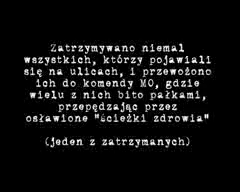 Zatrzymywano niemal
wszystkich, którzy pojawiali
się na ulicach, i przewożono
ich do komendy MO, gdzie
wielu z nich bito pałkami,
przepędzając przez
osławione "ścieżki zdrowia"
(jeden z zatrzymanych)